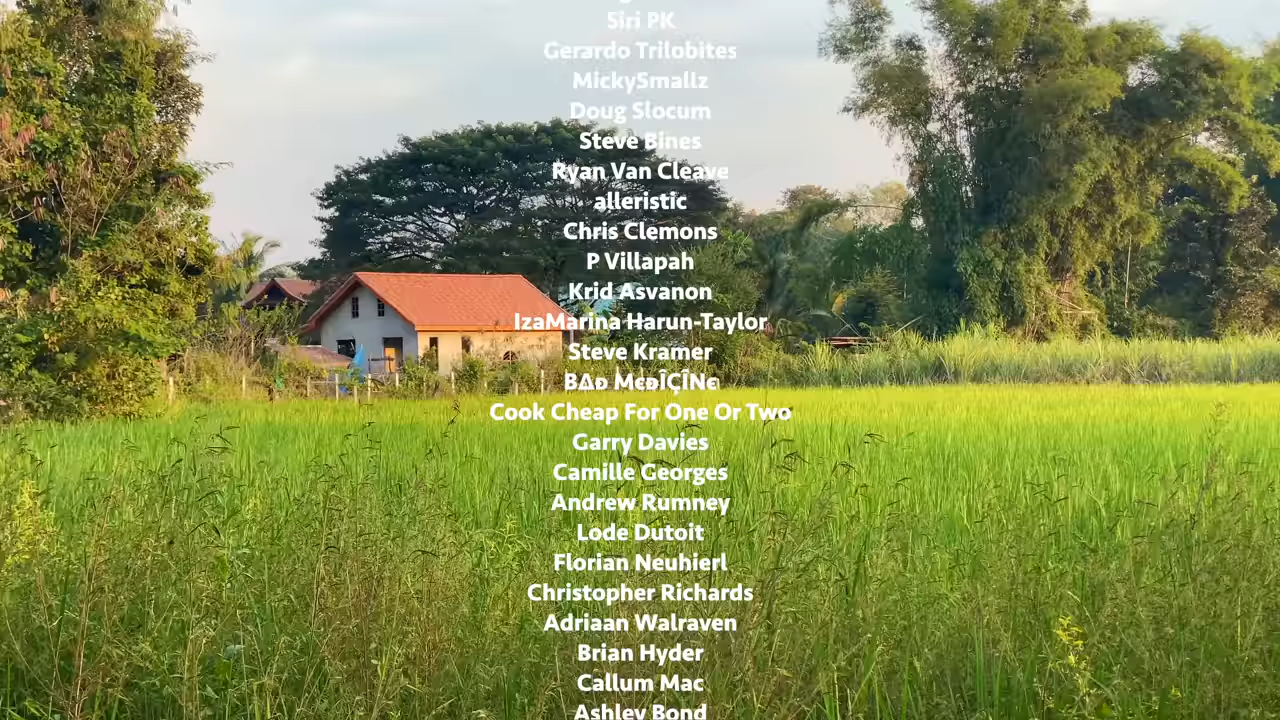 Siri PK
Gerardo Trilobites
MickySmallz
Doug Slocum
Steve Bines
Ryan Van Cleave
alleristic
Chris Clemons
P Villapah
Krid Asvanon
IzaMarina Harun-Taylor
Steve Kramer
B∆ᴅ MєᴅÎÇÎNє
Cook Cheap For One Or Two
Garry Davies
Camille Georges
Andrew Rumney
Lode Dutoit
Florian Neuhierl
Christopher Richards
Adriaan Walraven
Brian Hyder
Callum Mac
Ashley Bond